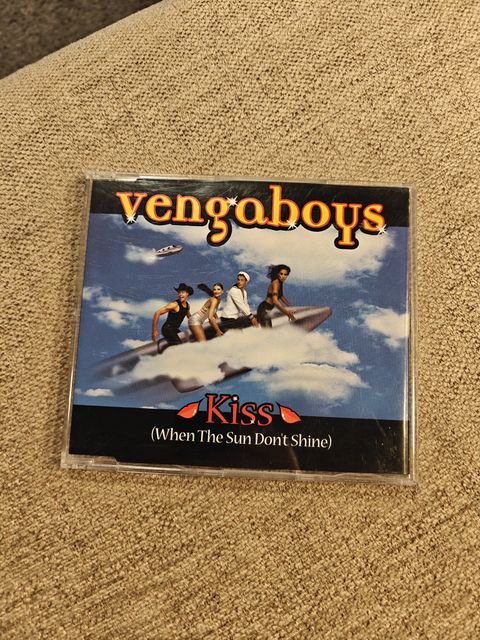 vengaboys
Kiss
(When The Sun Don't Shine)